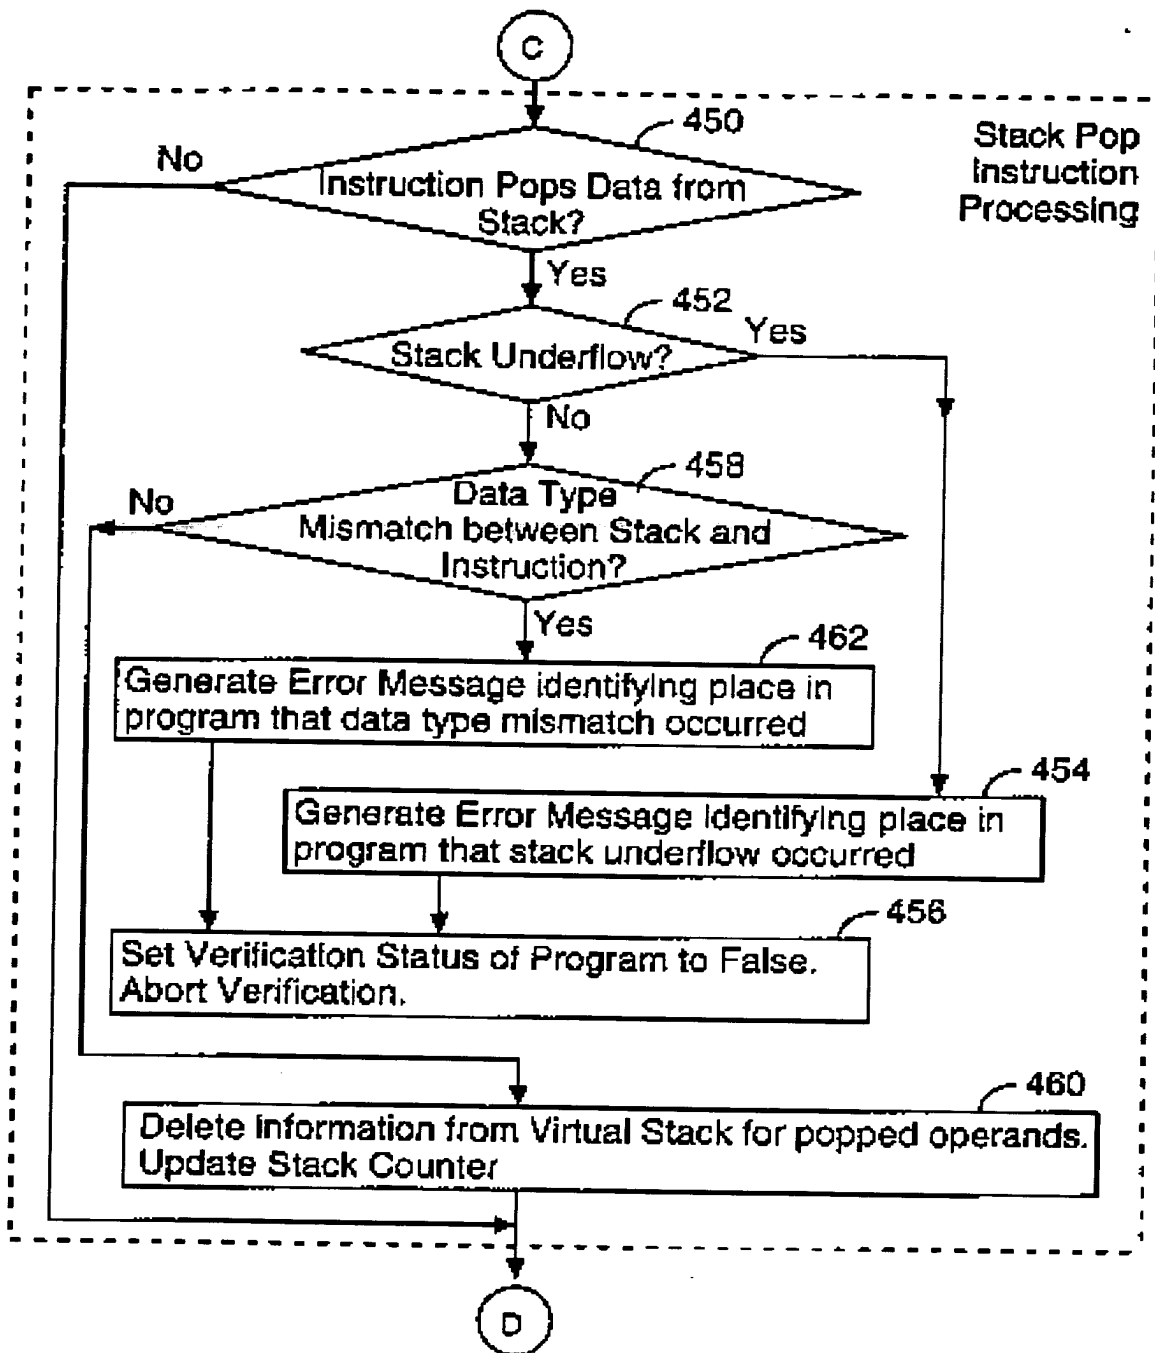 C
450
Stack Pop
Instruction
Processing
No
Instruction Pops Data from
Stack?
Yes
452
Yes
Stack Underflow?
No
458
No
Data Type
Mismatch between Stack and
Instruction?
Yes
462
Generate Error Message identifying place in
program that data type mismatch occurred
454
Generate Error Message identifying place in
program that stack underflow occurred
456
Set Verification Status of Program to False.
Abort Verification.
460
Delete information from Virtual Stack for popped operands.
Update Stack Counter
D